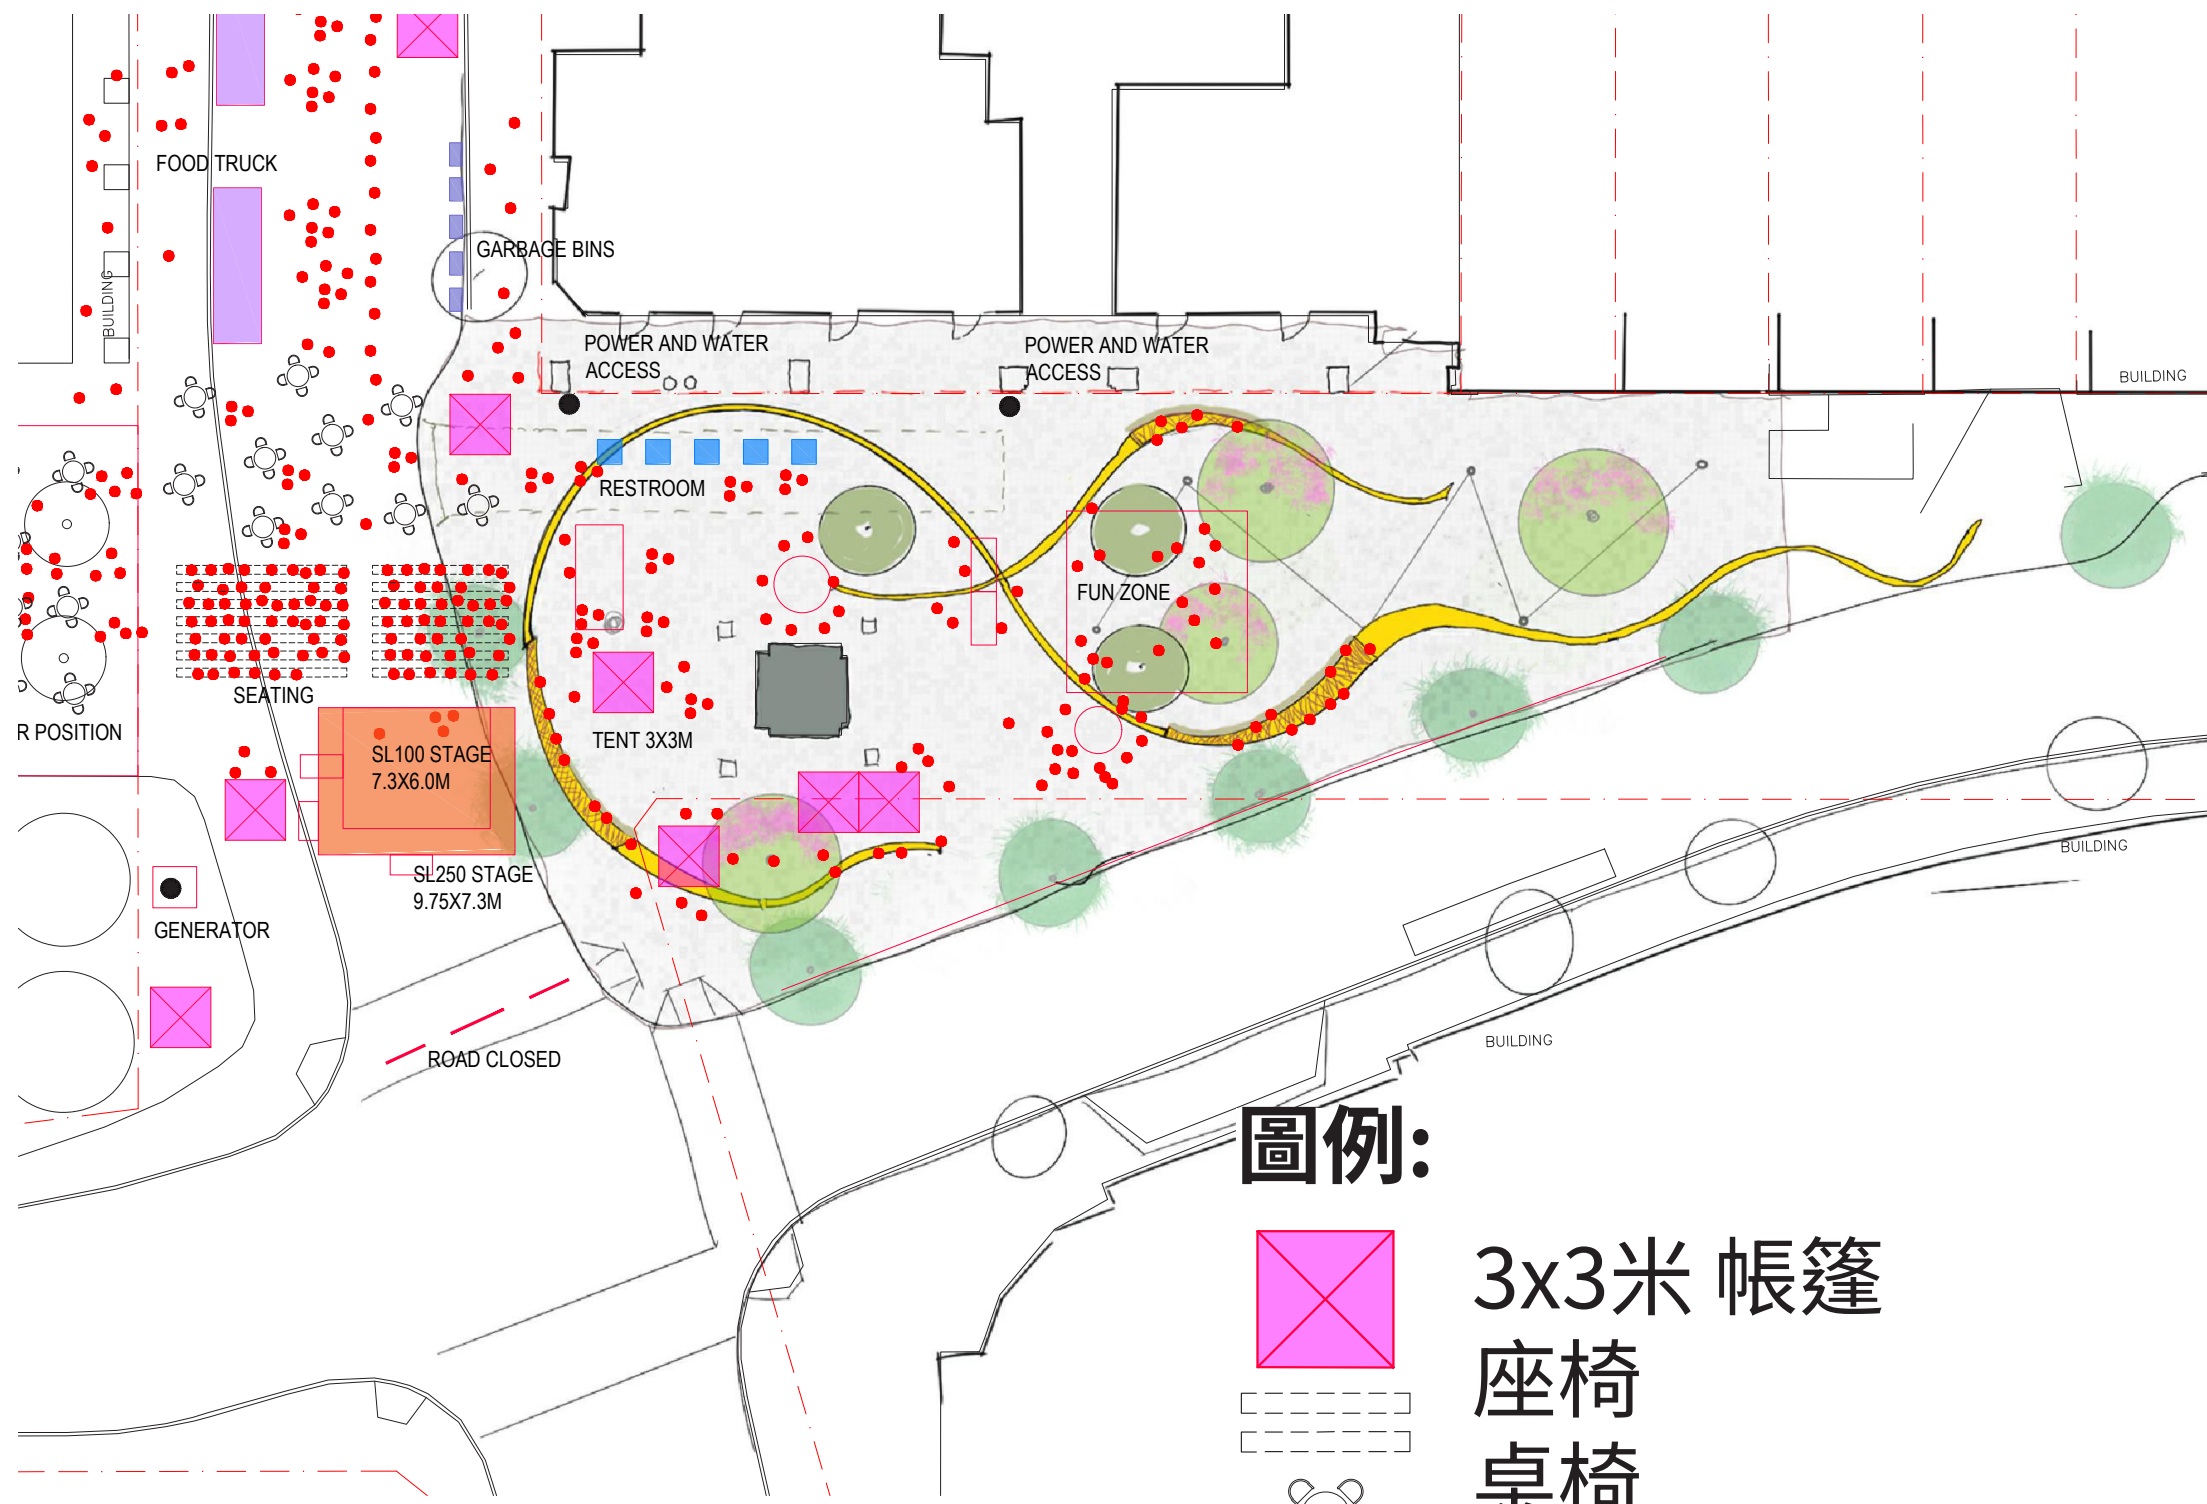 FOOD TRUCK
GARBAGE BINS
BUILDING
POWER AND WATER
ACCESS
POWER AND WATER
ACCESS
BUILDING
RESTROOM
FUN ZONE
SEATING
R POSITION
TENT 3X3M
SL100 STAGE
7.3X6.0M
SL250 STAGE
9.75X7.3M
GENERATOR
BUILDING
ROAD CLOSED
BUILDING
圖例:
3x3米 帳篷
座椅
桌椅